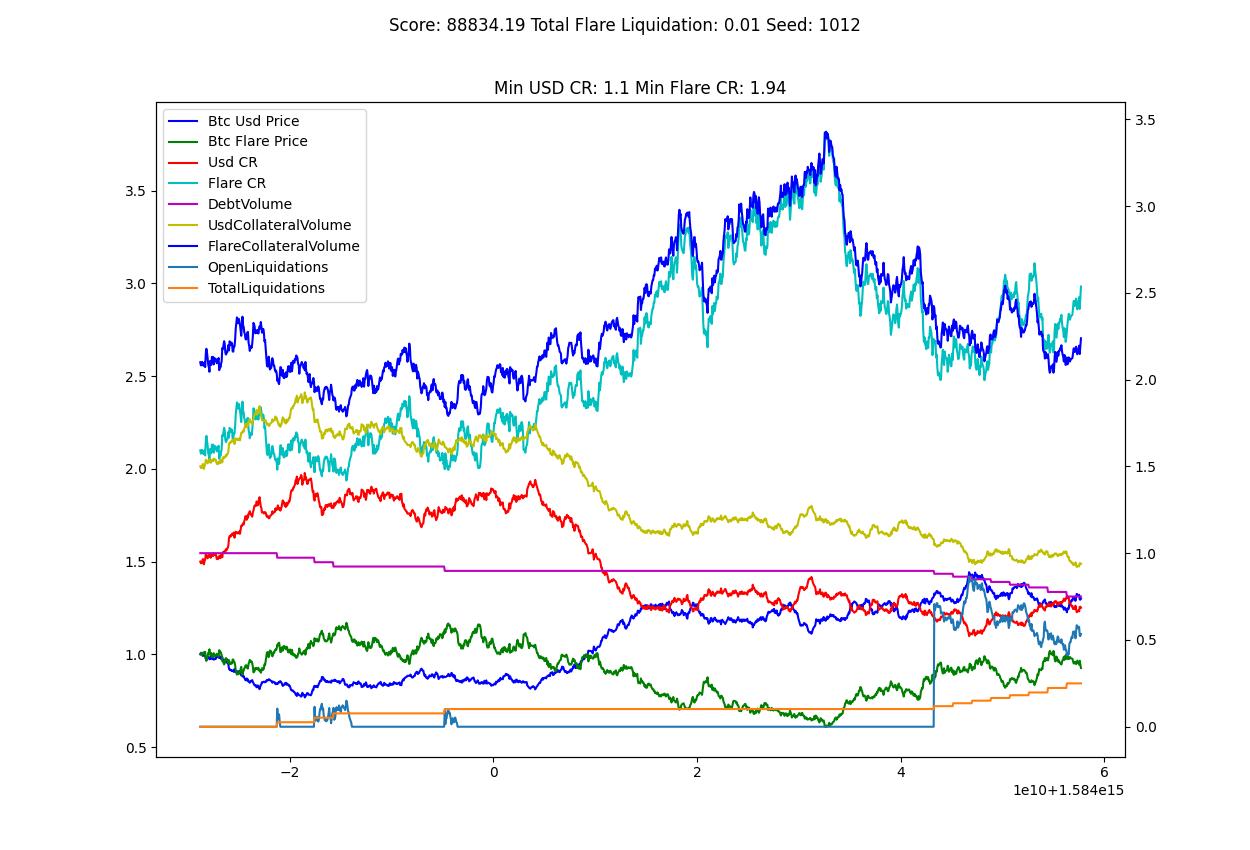 Score: 88834.19 Total Flare Liquidation: 0.01 Seed: 1012
Min USD CR: 1.1 Min Flare CR: 1.94
Btc Usd Price
Btc Flare Price
Usd CR
Flare CR
DebtVolume
UsdCollateralVolume
FlareCollateralVolume
OpenLiquidations
TotalLiquidations
3.5
3.0
2.5
2.0
1.5
1.0
0.5
3.5
3.0
2.5
2.0
1.5
1.0
0.5
0.0
−2 0 2 4 6
1e10+1.584e15